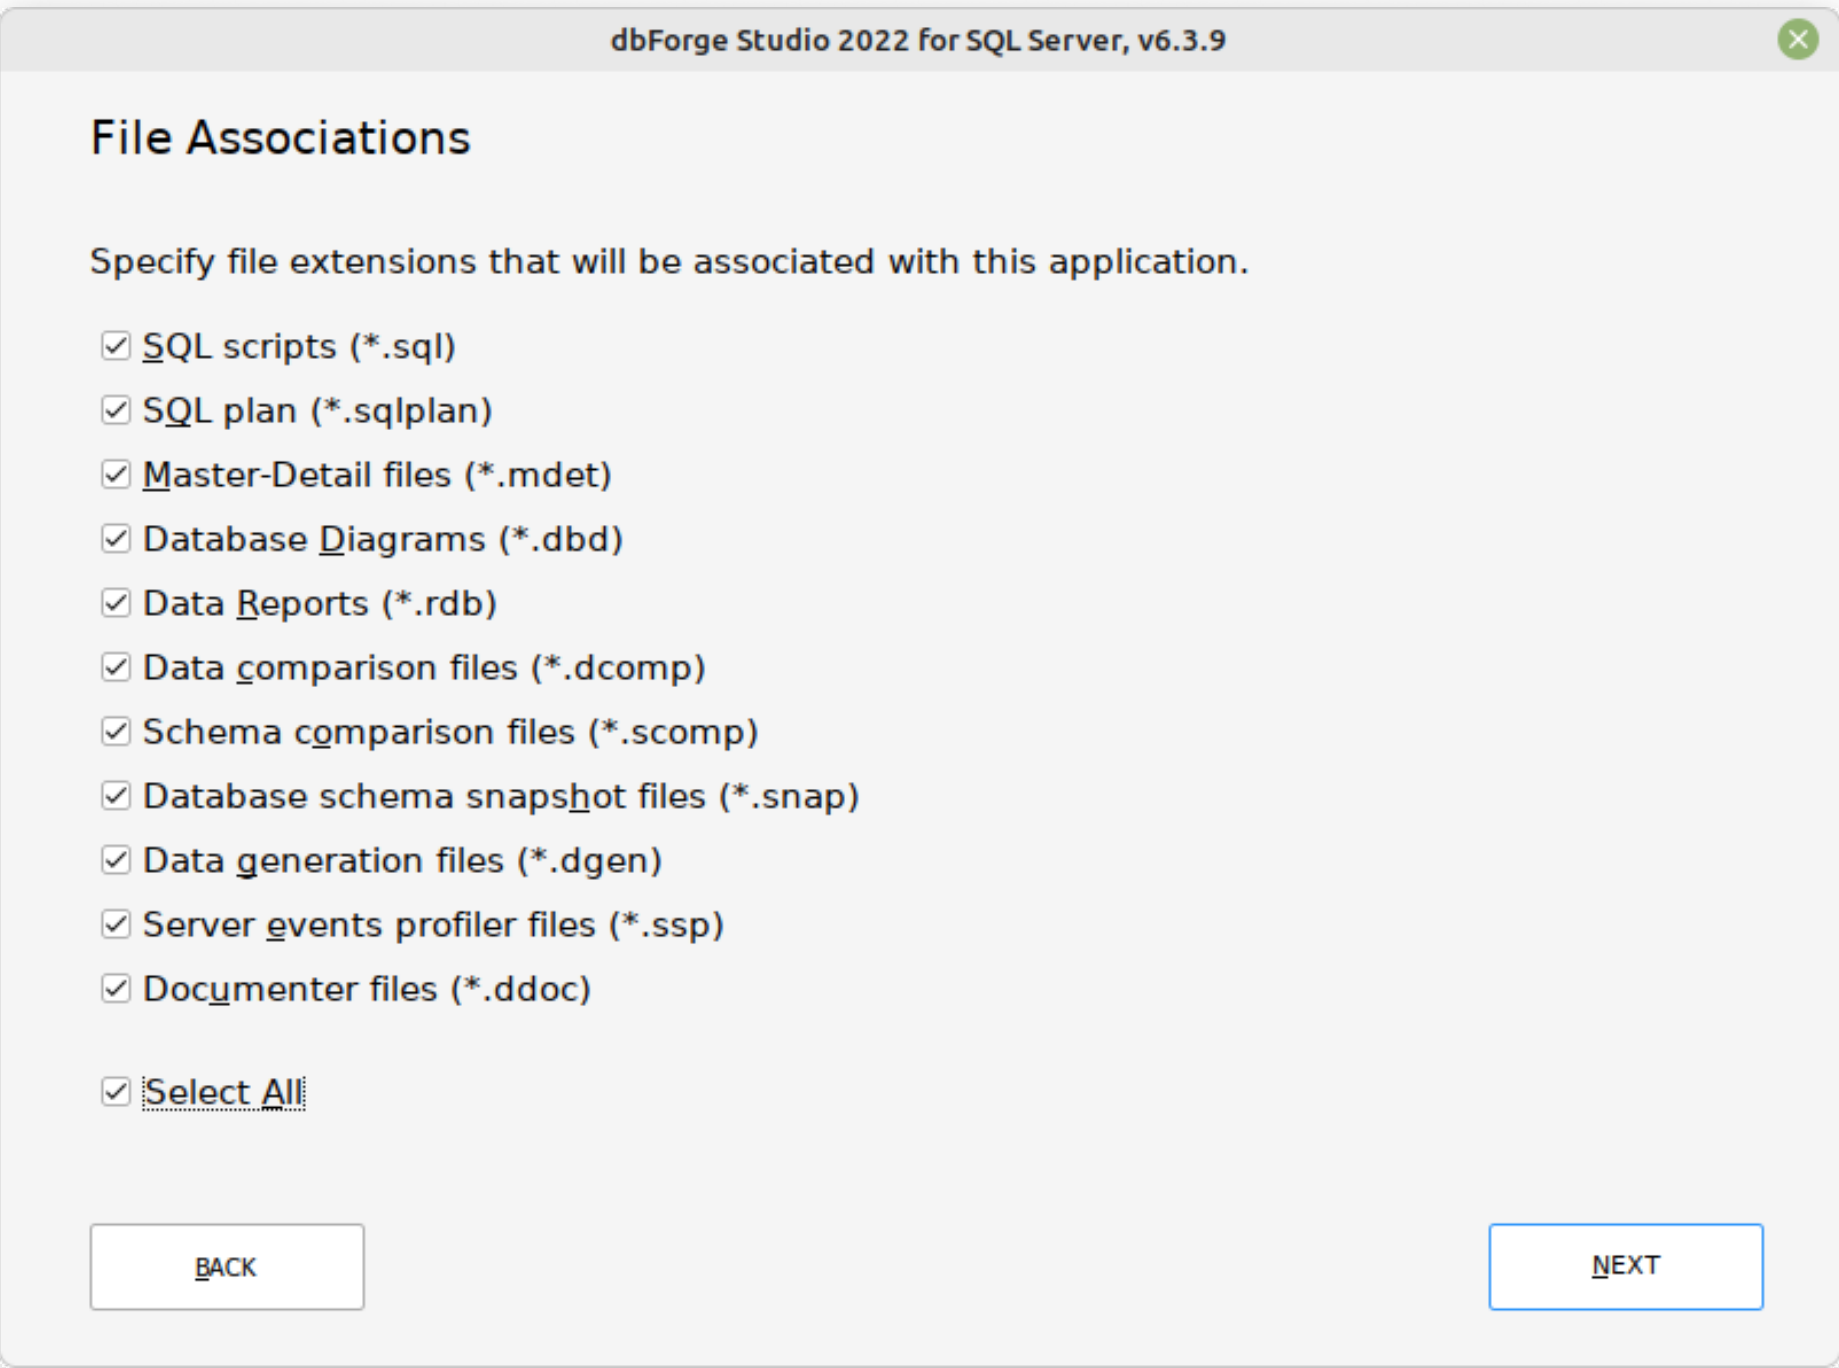 dbForge Studio 2022 for SQL Server, v6.3.9
File Associations
Specify file extensions that will be associated with this application.
SQL scripts (*.sql)
SQL plan (*.sqlplan)
Master-Detail files (*.mdet)
Database Diagrams (*.dbd)
Data Reports (*.rdb)
Data comparison files (*.dcomp)
Schema comparison files (*.scomp)
Database schema snapshot files (*.snap)
Data generation files (*.dgen)
Server events profiler files (*.ssp)
Documenter files (*.ddoc)
Select All
BACK
NEXT